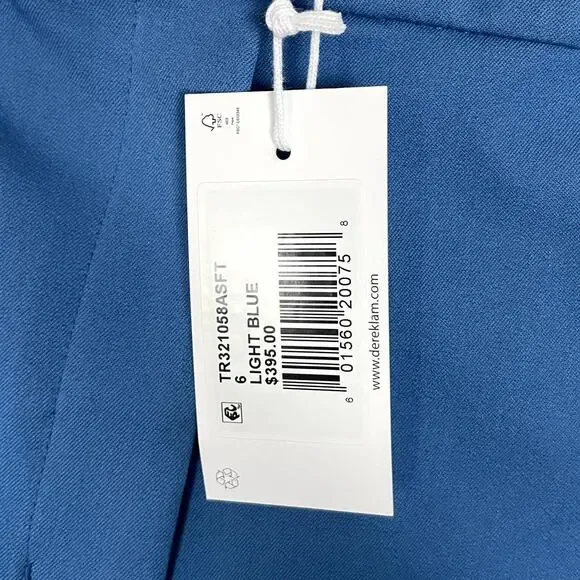 FSC
TR321058ASFT
6
LIGHT BLUE
$395.00
6 01560 20075 8
www.dereklam.com